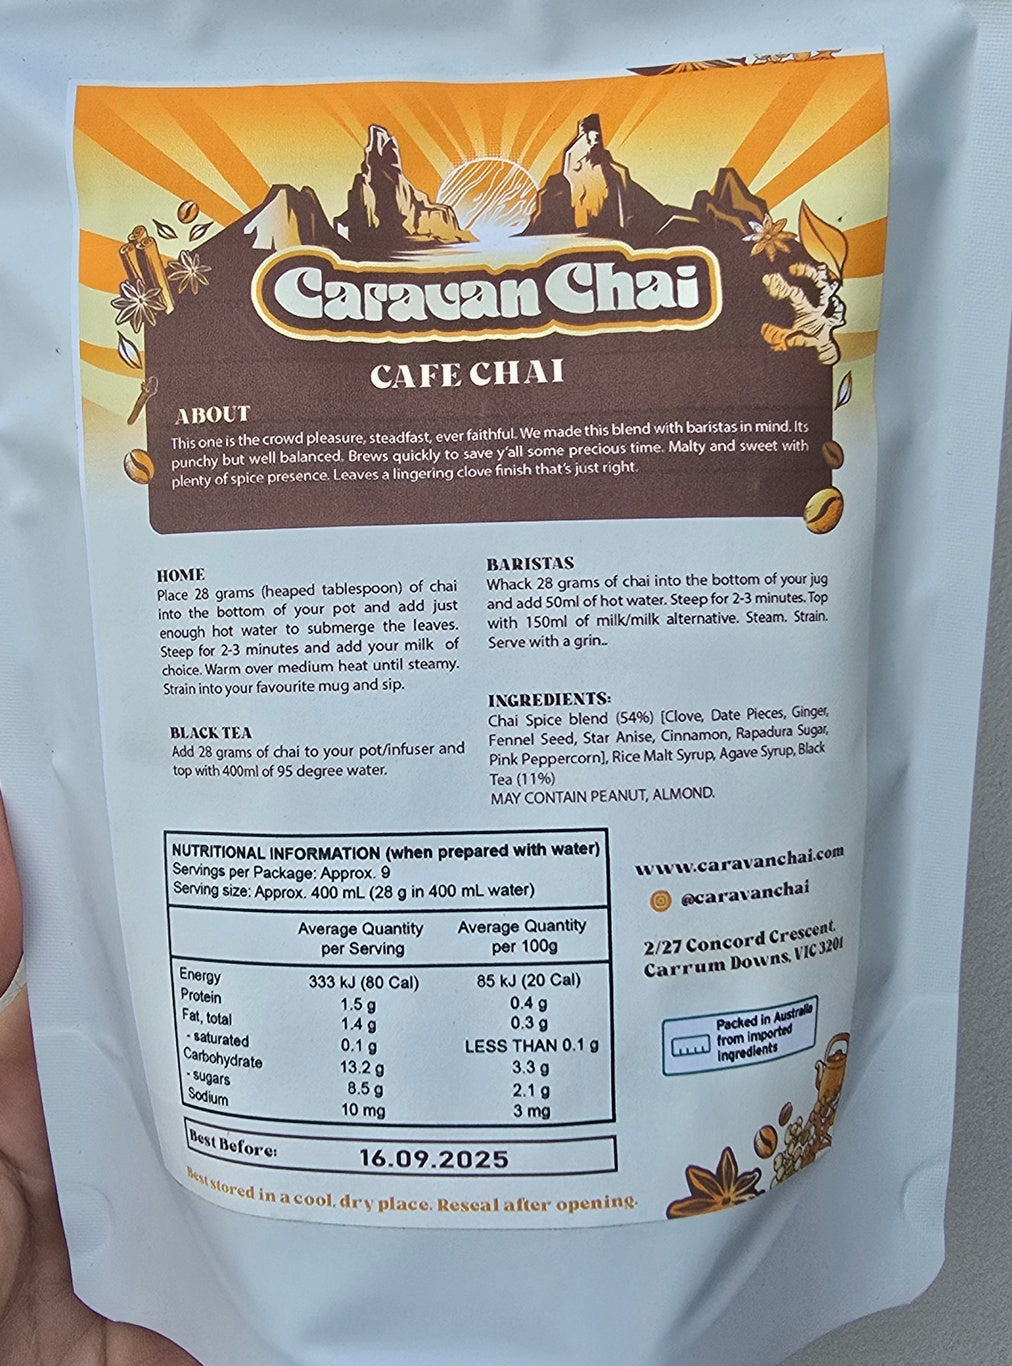 Caravan Chai
CAFE CHAI
ABOUT
This one is the crowd pleasure, steadfast, ever faithful. We made this blend with baristas in mind. Its
punchy but well balanced. Brews quickly to save y'all some precious time. Malty and sweet with
plenty of spice presence. Leaves a lingering clove finish that's just right.
HOME
Place 28 grams (heaped tablespoon) of chai
into the bottom of your pot and add just
enough hot water to submerge the leaves.
Steep for 2-3 minutes and add your milk of
choice. Warm over medium heat until steamy.
Strain into your favourite mug and sip.
BLACK TEA
Add 28 grams of chai to your pot/infuser and
top with 400ml of 95 degree water.
BARISTAS
Whack 28 grams of chai into the bottom of your jug
and add 50ml of hot water. Steep for 2-3 minutes. Top
with 150ml of milk/milk alternative. Steam. Strain.
Serve with a grin..
INGREDIENTS:
Chai Spice blend (54%) [Clove, Date Pieces, Ginger,
Fennel Seed, Star Anise, Cinnamon, Rapadura Sugar,
Pink Peppercorn], Rice Malt Syrup, Agave Syrup, Black
Tea (11%)
MAY CONTAIN PEANUT, ALMOND.
NUTRITIONAL INFORMATION (when prepared with water)
Servings per Package: Approx. 9
Serving size: Approx. 400 mL (28 g in 400 mL water)
Average Quantity per Serving Average Quantity per 100g
Energy 333 kJ (80 Cal) 85 kJ (20 Cal)
Protein 1.5 g 0.4 g
Fat, total 1.4 g 0.3 g
- saturated 0.1 g LESS THAN 0.1 g
Carbohydrate 13.2 g 3.3 g
- sugars 8.5 g 2.1 g
Sodium 10 mg 3 mg
Best Before: 16.09.2025
Best stored in a cool, dry place. Reseal after opening.
www.caravanchai.com
@caravanchai
2/27 Concord Crescent,
Carrum Downs, VIC 3201
Packed in Australia
from imported
ingredients